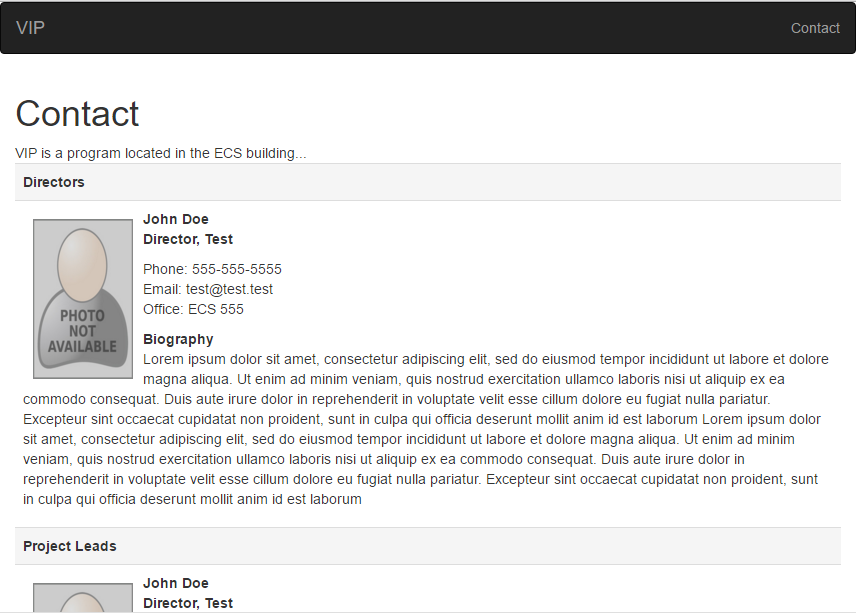 VIP
Contact
Contact
VIP is a program located in the ECS building...
Directors
PHOTO
NOT
AVAILABLE
John Doe
Director, Test
Phone: 555-555-5555
Email: test@test.test
Office: ECS 555
Biography
Lorem ipsum dolor sit amet, consectetur adipiscing elit, sed do eiusmod tempor incididunt ut labore et dolore
magna aliqua. Ut enim ad minim veniam, quis nostrud exercitation ullamco laboris nisi ut aliquip ex ea
commodo consequat. Duis aute irure dolor in reprehenderit in voluptate velit esse cillum dolore eu fugiat nulla pariatur.
Excepteur sint occaecat cupidatat non proident, sunt in culpa qui officia deserunt mollit anim id est laborum Lorem ipsum dolor
sit amet, consectetur adipiscing elit, sed do eiusmod tempor incididunt ut labore et dolore magna aliqua. Ut enim ad minim
veniam, quis nostrud exercitation ullamco laboris nisi ut aliquip ex ea commodo consequat. Duis aute irure dolor in
reprehenderit in voluptate velit esse cillum dolore eu fugiat nulla pariatur. Excepteur sint occaecat cupidatat non proident, sunt
in culpa qui officia deserunt mollit anim id est laborum
Project Leads
John Doe
Director, Test